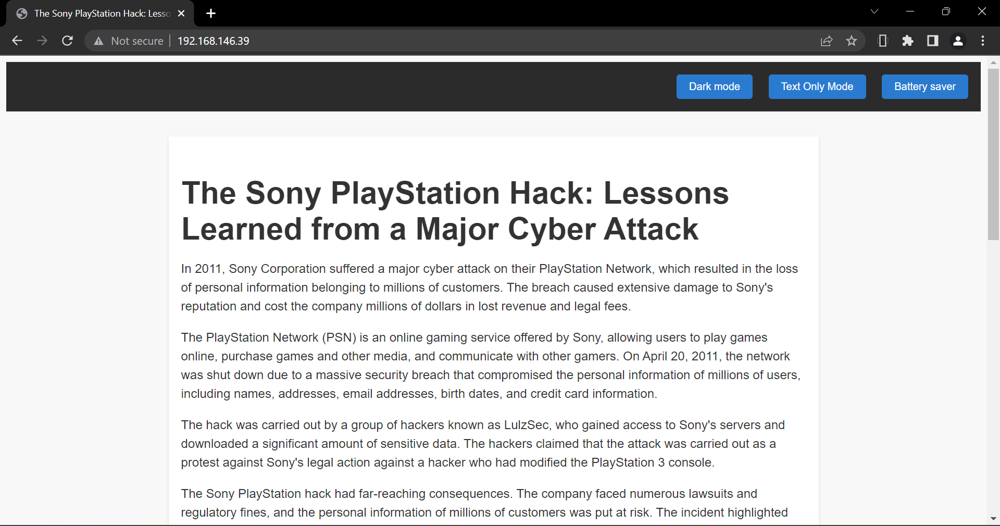 The Sony PlayStation Hack: Lesso
Not secure
192.168.146.39
Dark mode
Text Only Mode
Battery saver
The Sony PlayStation Hack: Lessons
Learned from a Major Cyber Attack
In 2011, Sony Corporation suffered a major cyber attack on their PlayStation Network, which resulted in the loss
of personal information belonging to millions of customers. The breach caused extensive damage to Sony's
reputation and cost the company millions of dollars in lost revenue and legal fees.
The PlayStation Network (PSN) is an online gaming service offered by Sony, allowing users to play games
online, purchase games and other media, and communicate with other gamers. On April 20, 2011, the network
was shut down due to a massive security breach that compromised the personal information of millions of users,
including names, addresses, email addresses, birth dates, and credit card information.
The hack was carried out by a group of hackers known as LulzSec, who gained access to Sony's servers and
downloaded a significant amount of sensitive data. The hackers claimed that the attack was carried out as a
protest against Sony's legal action against a hacker who had modified the PlayStation 3 console.
The Sony PlayStation hack had far-reaching consequences. The company faced numerous lawsuits and
regulatory fines, and the personal information of millions of customers was put at risk. The incident highlighted